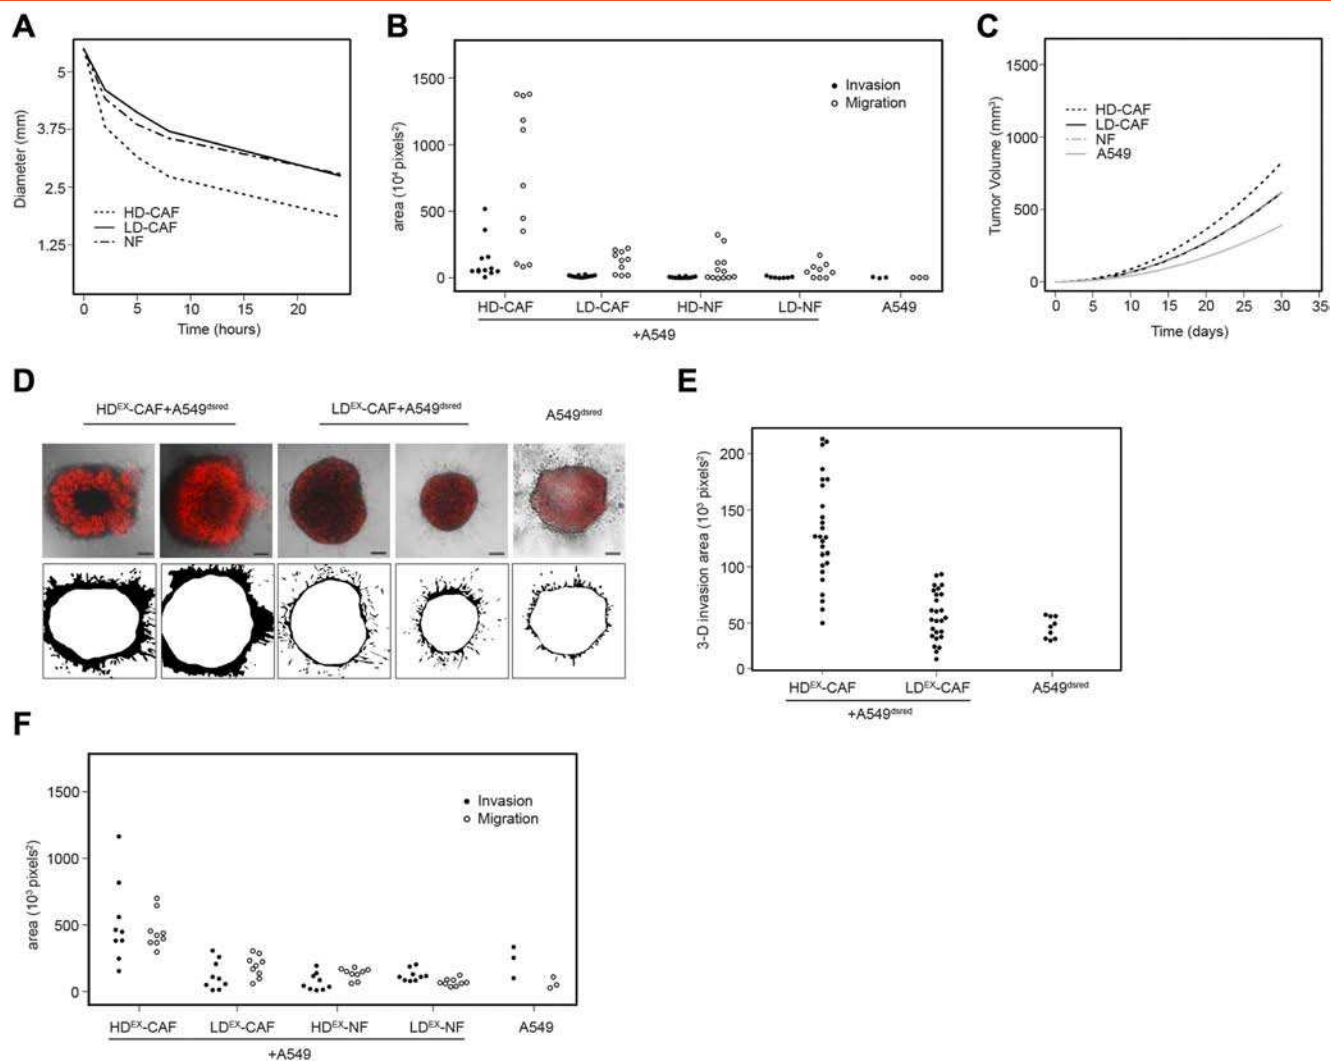 A
Diameter (mm)
5
3.75
2.5
1.25
HD-CAF
LD-CAF
NF
0 5 10 15 20
Time (hours)
B
area (10⁴ pixels²)
1500
1000
500
0
Invasion
Migration
HD-CAF LD-CAF HD-NF LD-NF A549
+A549
C
Tumor Volume (mm³)
1500
1000
500
0
HD-CAF
LD-CAF
NF
A549
0 5 10 15 20 25 30 35
Time (days)
D
HDᴱˣ-CAF+A549ᵈˢʳᵉᵈ LDᴱˣ-CAF+A549ᵈˢʳᵉᵈ A549ᵈˢʳᵉᵈ
E
3-D invasion area (10³ pixels²)
200
150
100
50
0
HDᴱˣ-CAF LDᴱˣ-CAF A549ᵈˢʳᵉᵈ
+A549ᵈˢʳᵉᵈ
F
area (10³ pixels²)
1500
1000
500
0
Invasion
Migration
HDᴱˣ-CAF LDᴱˣ-CAF HDᴱˣ-NF LDᴱˣ-NF A549
+A549